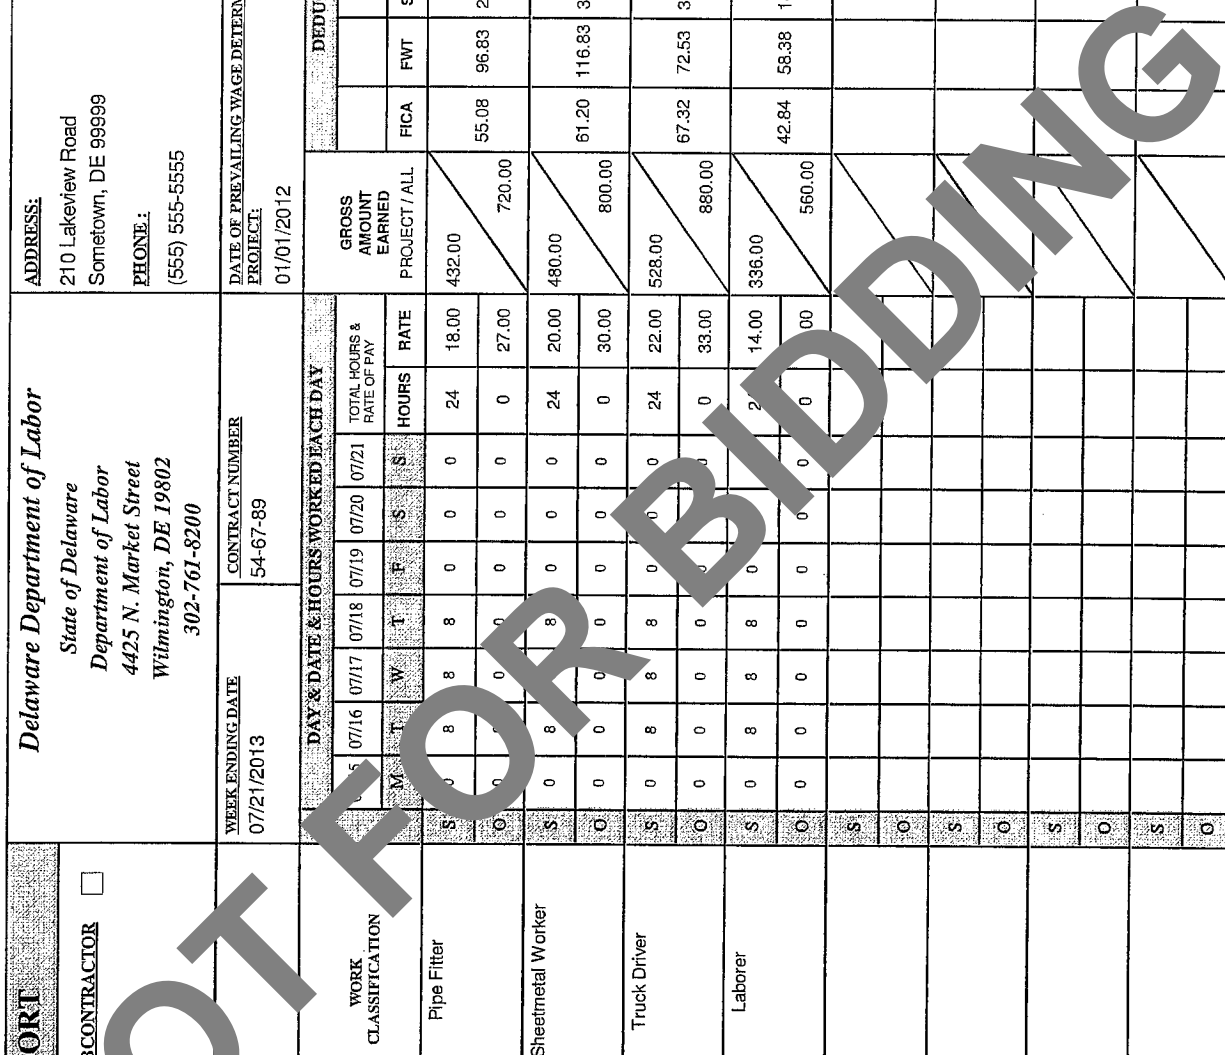 ORT
BCONTRACTOR
Delaware Department of Labor
State of Delaware
Department of Labor
4425 N. Market Street
Wilmington, DE 19802
302-761-8200
ADDRESS:
210 Lakeview Road
Sometown, DE 99999
PHONE:
(555) 555-5555
WEEK ENDING DATE
07/21/2013
CONTRACT NUMBER
54-67-89
DATE OF PREVAILING WAGE DETERM
PROJECT:
01/01/2012
WORK
CLASSIFICATION
DAY & DATE & HOURS WORKED EACH DAY
5 07/16 07/17 07/18 07/19 07/20 07/21
M T W T F S S
TOTAL HOURS &
RATE OF PAY
HOURS RATE
GROSS
AMOUNT
EARNED
PROJECT / ALL
DEDU
FICA FWT S
Pipe Fitter
S 0 8 8 8 0 0 0 24 18.00 432.00
O 0 0 0 0 0 0 27.00 720.00
55.08 96.83 2
Sheetmetal Worker
S 0 8 8 0 0 0 24 20.00 480.00
O 0 0 0 0 0 0 0 0 30.00 800.00
61.20 116.83 3
Truck Driver
S 0 8 8 8 0 0 0 24 22.00 528.00
O 0 0 0 0 0 0 0 33.00 880.00
67.32 72.53 3
Laborer
S 0 8 8 8 0 2 14.00 336.00
O 0 0 0 0 0 0 0 0 00 560.00
42.84 58.38 1
S
O
S
O
S
O
S
O
OT FOR BIDDING